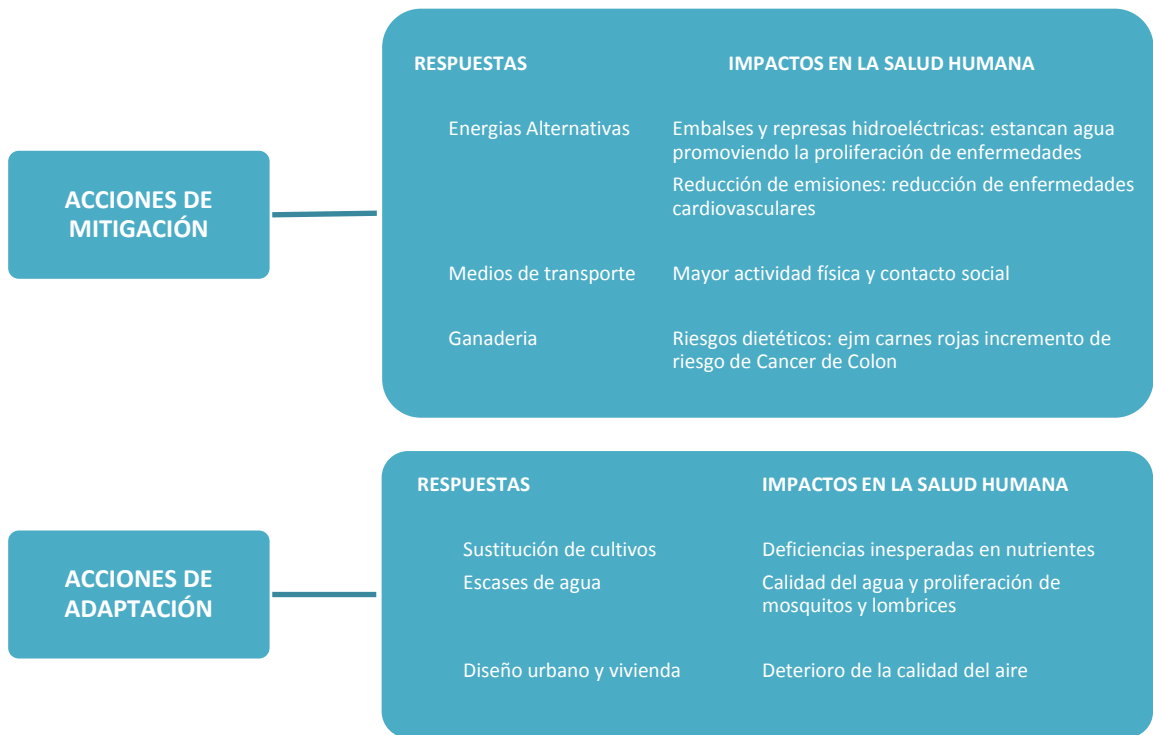 ACCIONES DE
MITIGACIÓN
RESPUESTAS IMPACTOS EN LA SALUD HUMANA
Energias Alternativas Embalses y represas hidroeléctricas: estancan agua
promoviendo la proliferación de enfermedades
Reducción de emisiones: reducción de enfermedades
cardiovasculares
Medios de transporte Mayor actividad física y contacto social
Ganaderia Riesgos dietéticos: ejm carnes rojas incremento de
riesgo de Cancer de Colon
ACCIONES DE
ADAPTACIÓN
RESPUESTAS IMPACTOS EN LA SALUD HUMANA
Sustitución de cultivos Deficiencias inesperadas en nutrientes
Escases de agua Calidad del agua y proliferación de
mosquitos y lombrices
Diseño urbano y vivienda Deterioro de la calidad del aire